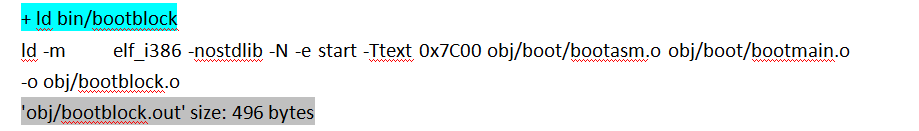 + ld bin/bootblock
ld -m elf_i386 -nostdlib -N -e start -Ttext 0x7C00 obj/boot/bootasm.o obj/boot/bootmain.o
-o obj/bootblock.o
'obj/bootblock.out' size: 496 bytes